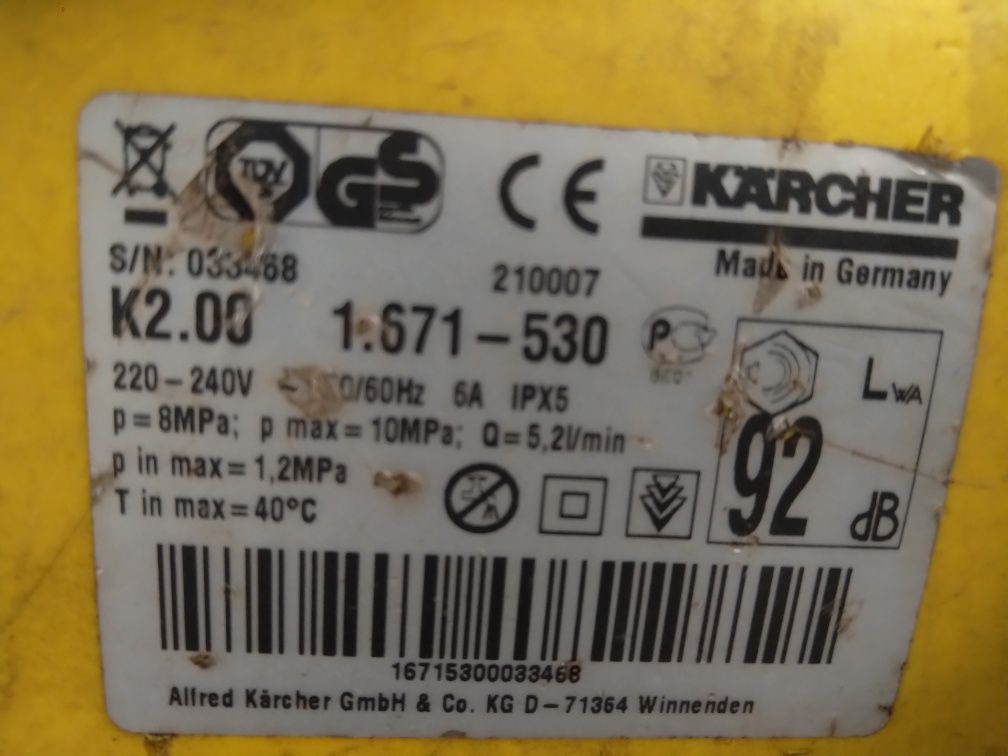 TÜV GS CE KÄRCHER
Made in Germany
S/N: 033468 210007
K2.00 1.671-530
220-240V 50/60Hz 6A IPX5
p=8MPa; p max=10MPa; Q=5,2l/min
p in max=1,2MPa
T in max=40°C
LWA
92
dB
16715300033468
Alfred Kärcher GmbH & Co. KG D-71364 Winnenden